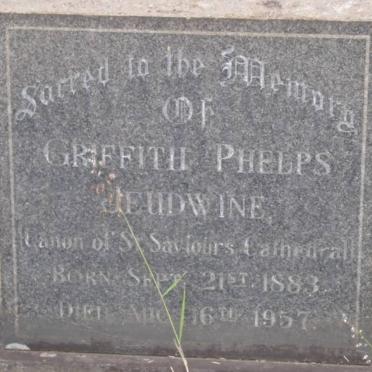 Sacred to the Memory
Of
GRIFFITH PHELPS
JEUDWINE,
(Canon of St Saviours Cathedral)
BORN SEPT. 21ST. 1883.
DIED AUG. 16TH. 1957.